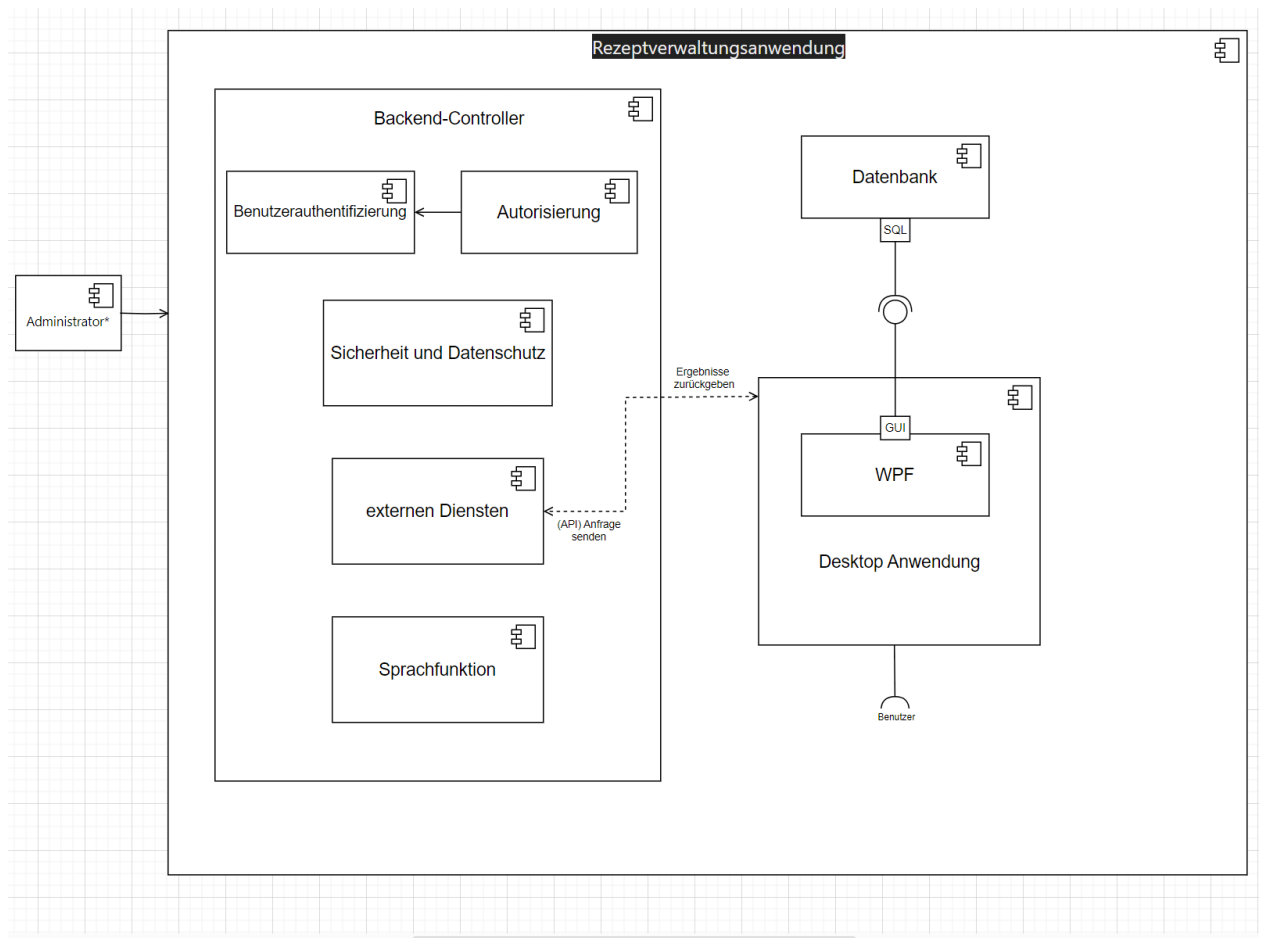 Rezeptverwaltungsanwendung
Backend-Controller
Benutzerauthentifizierung
Autorisierung
Administrator*
Sicherheit und Datenschutz
externen Diensten
(API) Anfrage
senden
Sprachfunktion
Ergebnisse
zurückgeben
Datenbank
SQL
GUI
WPF
Desktop Anwendung
Benutzer